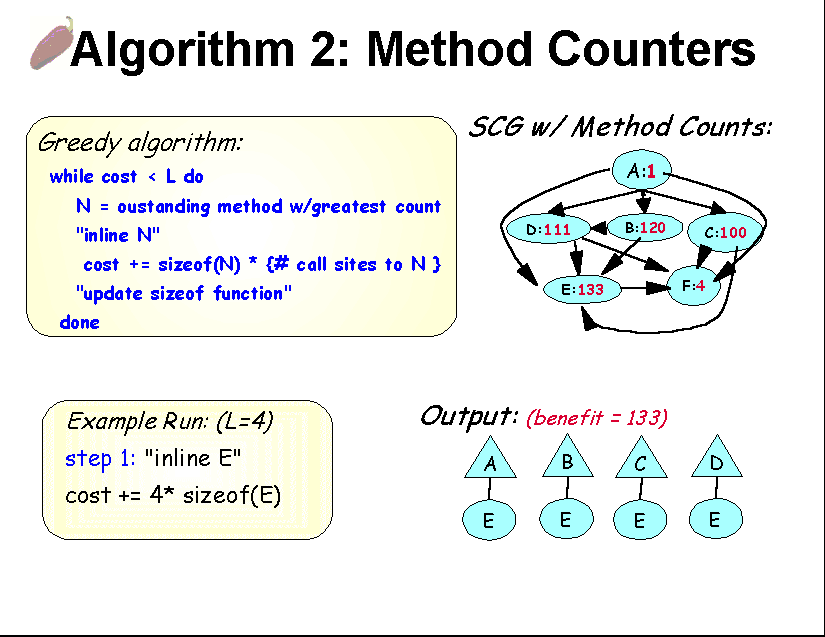 Algorithm 2: Method Counters
Greedy algorithm:
while cost < L do
N = oustanding method w/greatest count
"inline N"
cost += sizeof(N) * {# call sites to N }
"update sizeof function"
done
SCG w/ Method Counts:
A:1
D:111
B:120
C:100
E:133
F:4
Example Run: (L=4)
step 1: "inline E"
cost += 4* sizeof(E)
Output: (benefit = 133)
A B C D
E E E E